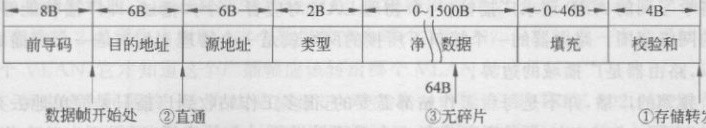 8B 6B 6B 2B 0-1500B 0-46B 4B
前导码 目的地址 源地址 类型 净 数据 填充 校验和
64B
数据帧开始处 ②直通 ③无碎片 ①存储转发